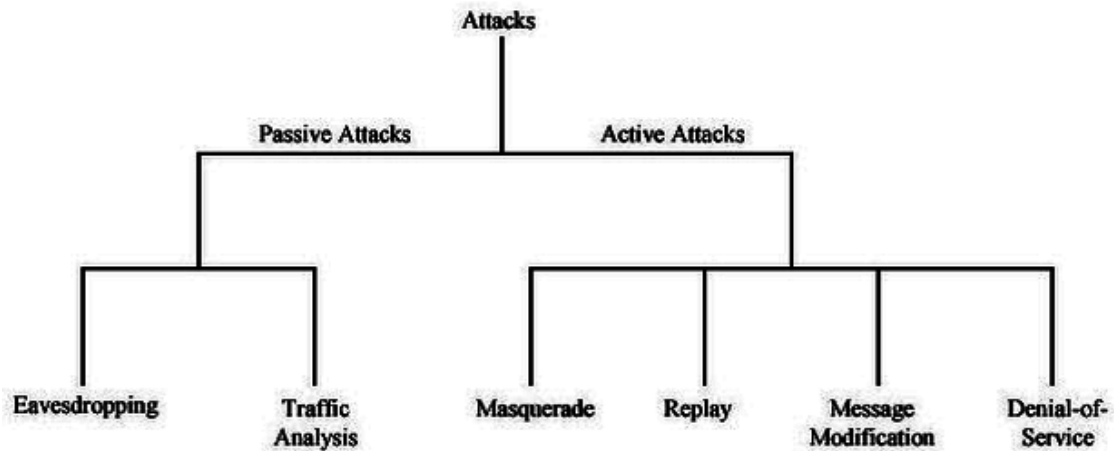 Attacks
Passive Attacks
Active Attacks
Eavesdropping
Traffic
Analysis
Masquerade
Replay
Message
Modification
Denial-of-
Service